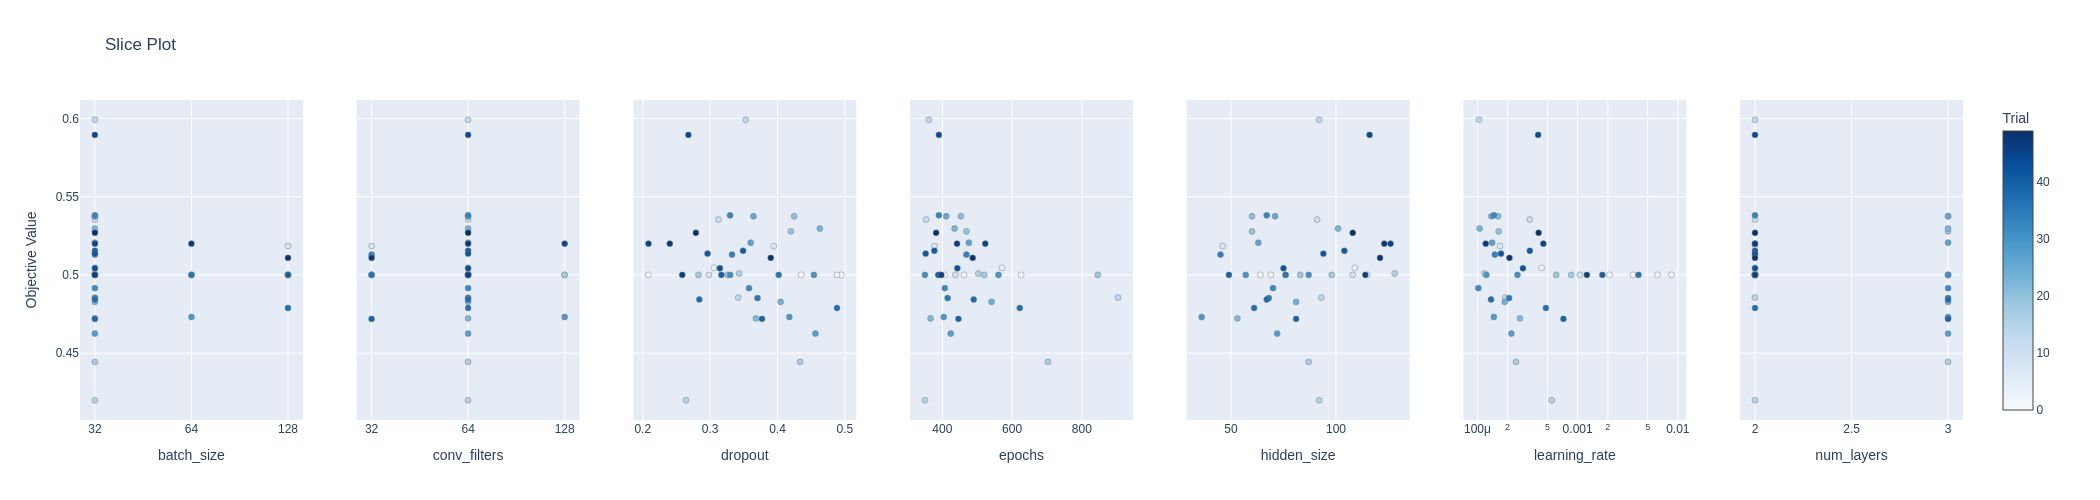 Slice Plot
Objective Value
0.6
0.55
0.5
0.45
32 64 128
batch_size
32 64 128
conv_filters
0.2 0.3 0.4 0.5
dropout
400 600 800
epochs
50 100
hidden_size
100μ 2 5 0.001 2 5 0.01
learning_rate
2 2.5 3
num_layers
Trial
40
30
20
10
0